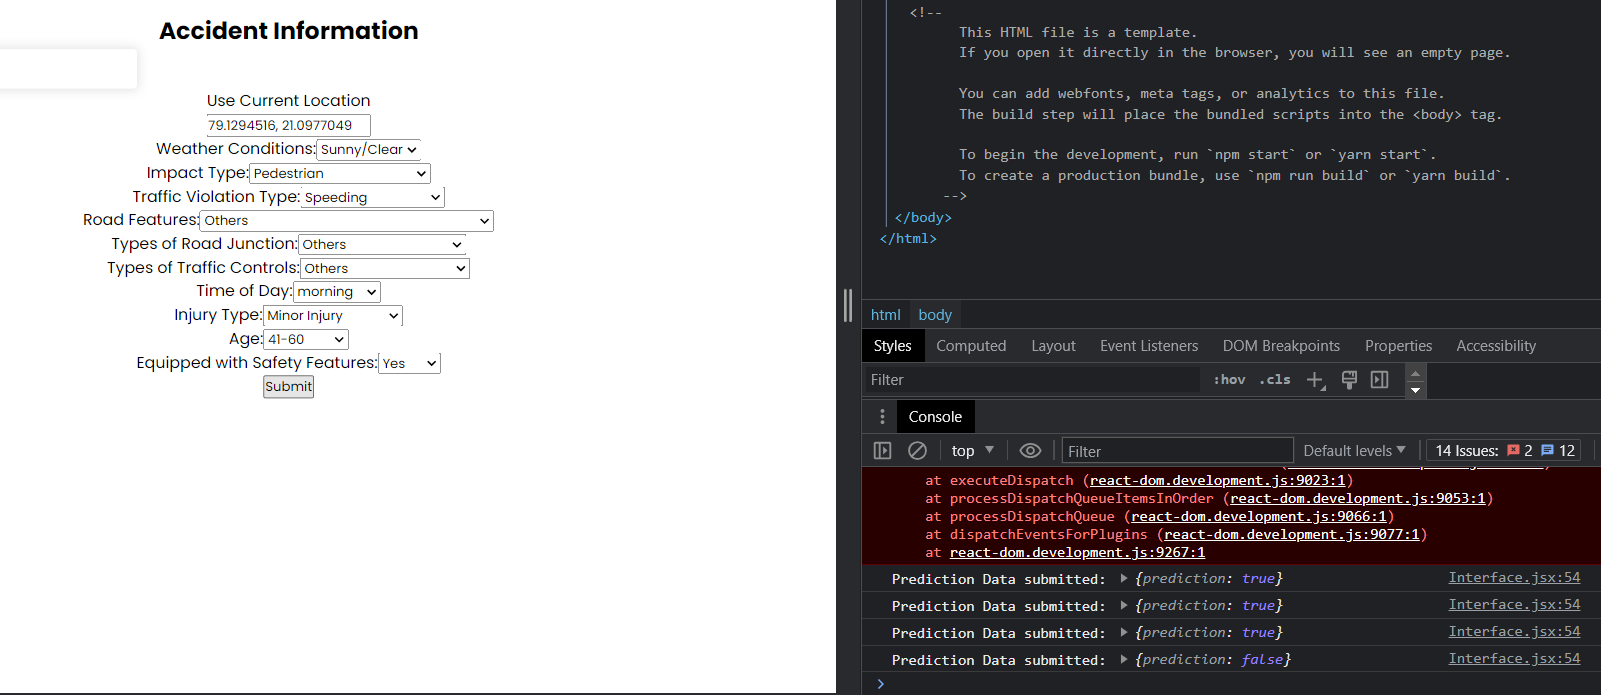 Accident Information
Use Current Location
79.1294516, 21.0977049
Weather Conditions: Sunny/Clear
Impact Type: Pedestrian
Traffic Violation Type: Speeding
Road Features: Others
Types of Road Junction: Others
Types of Traffic Controls: Others
Time of Day: morning
Injury Type: Minor Injury
Age: 41-60
Equipped with Safety Features: Yes
Submit
<!--
This HTML file is a template.
If you open it directly in the browser, you will see an empty page.
You can add webfonts, meta tags, or analytics to this file.
The build step will place the bundled scripts into the <body> tag.
To begin the development, run `npm start` or `yarn start`.
To create a production bundle, use `npm run build` or `yarn build`.
-->
</body>
</html>
html body
Styles Computed Layout Event Listeners DOM Breakpoints Properties Accessibility
Filter :hov .cls
Console
top Filter Default levels 14 Issues: 2 12
at executeDispatch (react-dom.development.js:9023:1)
at processDispatchQueueItemsInOrder (react-dom.development.js:9053:1)
at processDispatchQueue (react-dom.development.js:9066:1)
at dispatchEventsForPlugins (react-dom.development.js:9077:1)
at react-dom.development.js:9267:1
Prediction Data submitted: {prediction: true} Interface.jsx:54
Prediction Data submitted: {prediction: true} Interface.jsx:54
Prediction Data submitted: {prediction: true} Interface.jsx:54
Prediction Data submitted: {prediction: false} Interface.jsx:54